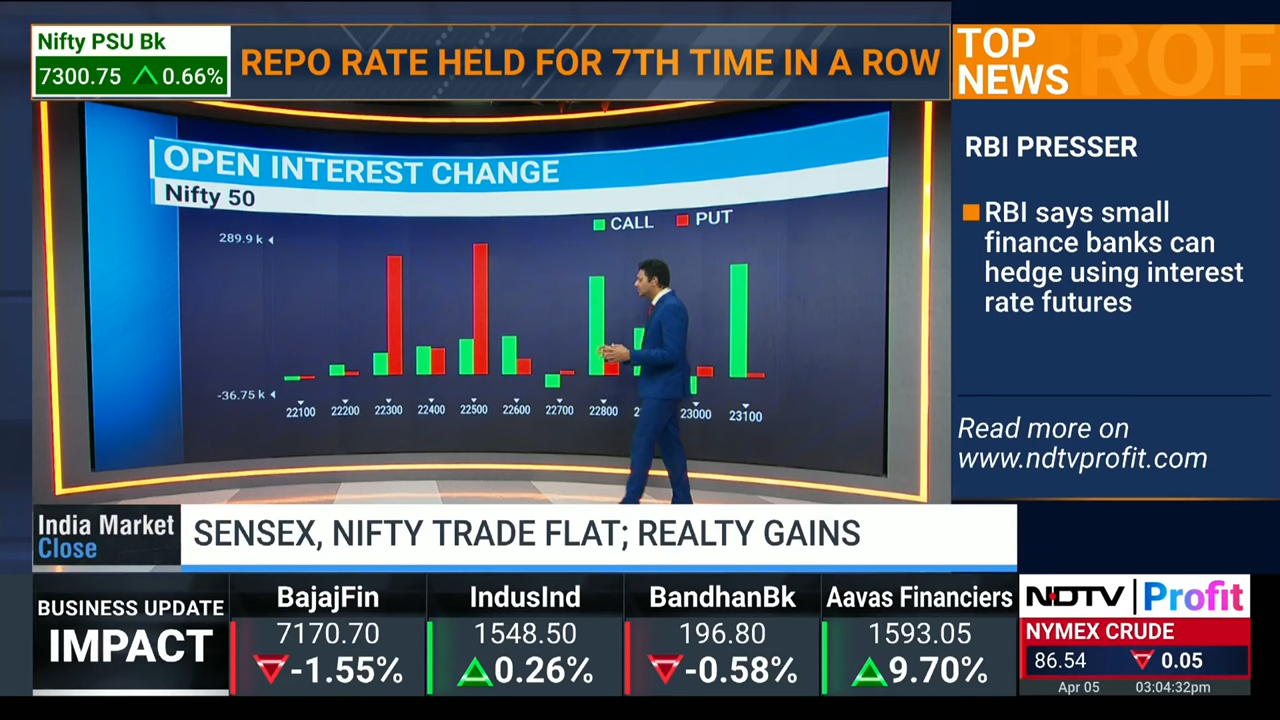 Nifty PSU Bk
7300.75 0.66%
REPO RATE HELD FOR 7TH TIME IN A ROW
TOP
NEWS
RBI PRESSER
RBI says small
finance banks can
hedge using interest
rate futures
Read more on
www.ndtvprofit.com
OPEN INTEREST CHANGE
Nifty 50
CALL PUT
289.9 k
-36.75 k
22100 22200 22300 22400 22500 22600 22700 22800 23000 23100
India Market
Close
SENSEX, NIFTY TRADE FLAT; REALTY GAINS
BUSINESS UPDATE
IMPACT
BajajFin
7170.70
-1.55%
IndusInd
1548.50
0.26%
BandhanBk
196.80
-0.58%
Aavas Financiers
1593.05
9.70%
NDTV Profit
NYMEX CRUDE
86.54 0.05
Apr 05 03:04:32pm